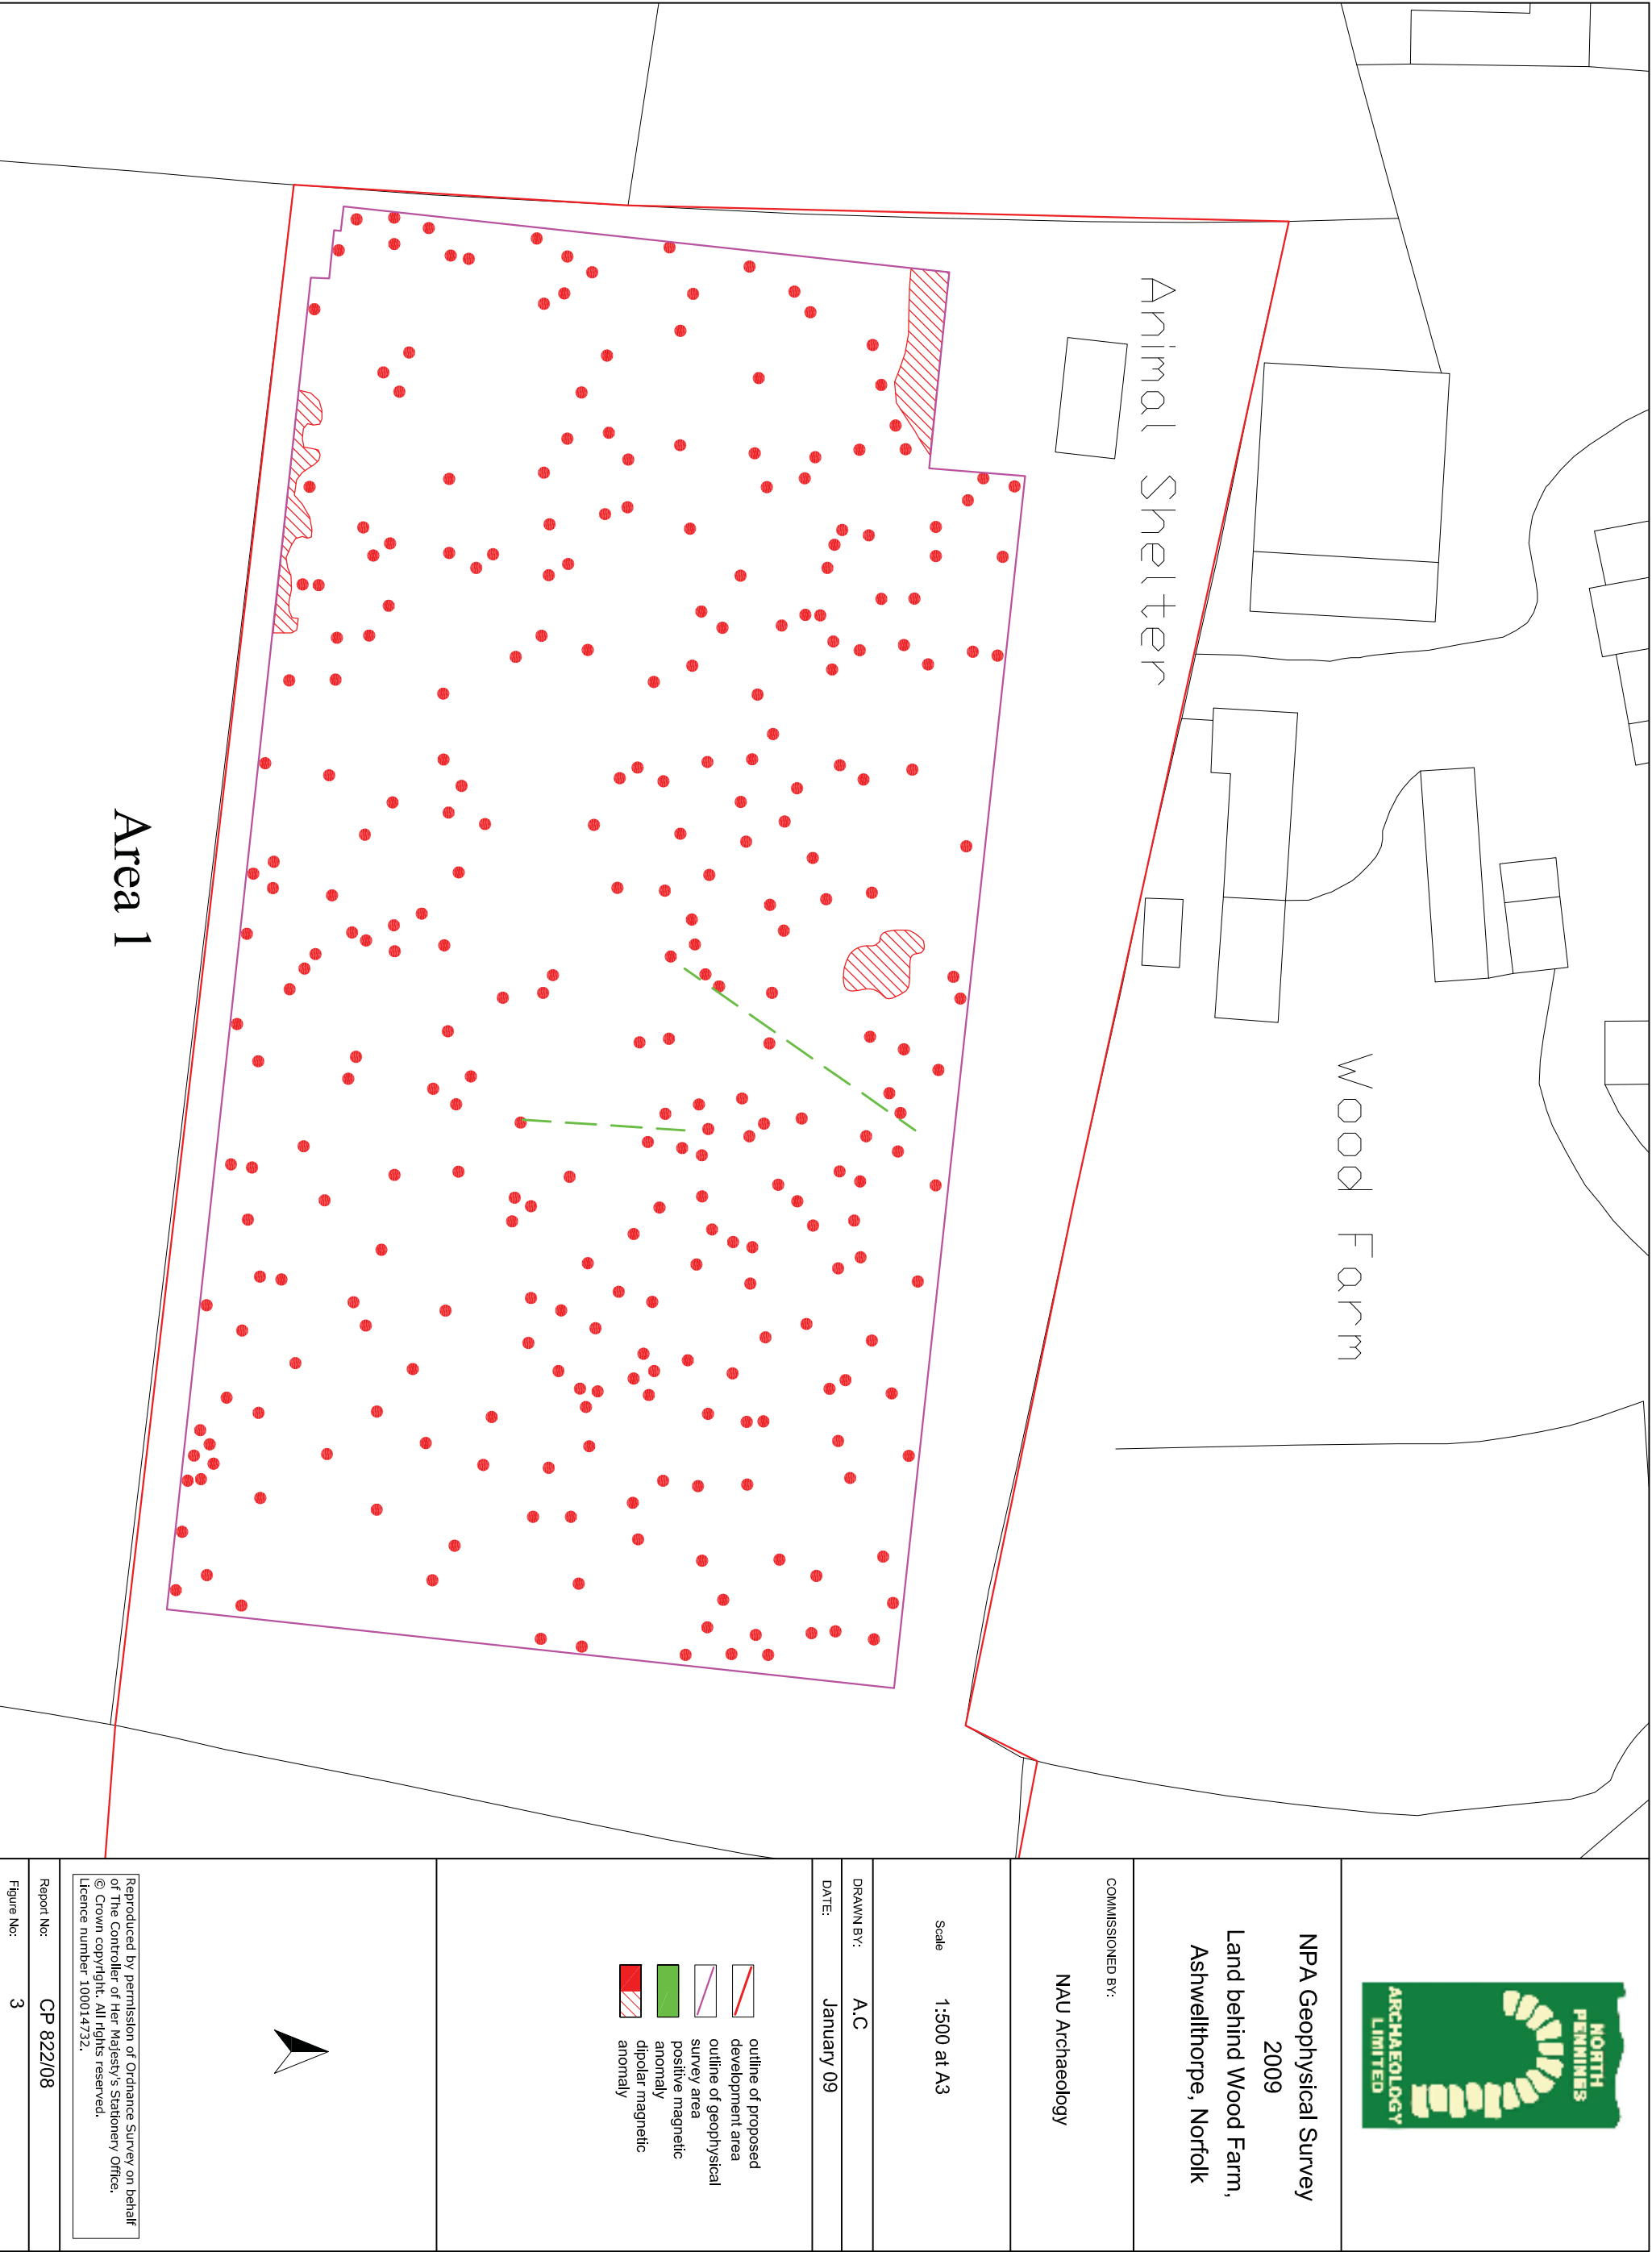 Animal Shelter
Wood Farm
Area 1
NORTH
PENNINES
ARCHAEOLOGY
LIMITED
NPA Geophysical Survey
2009
Land behind Wood Farm,
Ashwellthorpe, Norfolk
COMMISSIONED BY:
NAU Archaeology
Scale 1:500 at A3
DRAWN BY: A.C
DATE: January 09
outline of proposed
development area
outline of geophysical
survey area
positive magnetic
anomaly
dipolar magnetic
anomaly
Reproduced by permission of Ordnance Survey on behalf
of The Controller of Her Majesty's Stationery Office.
© Crown copyright. All rights reserved.
Licence number 100014732.
Report No: CP 822/08
Figure No: 3